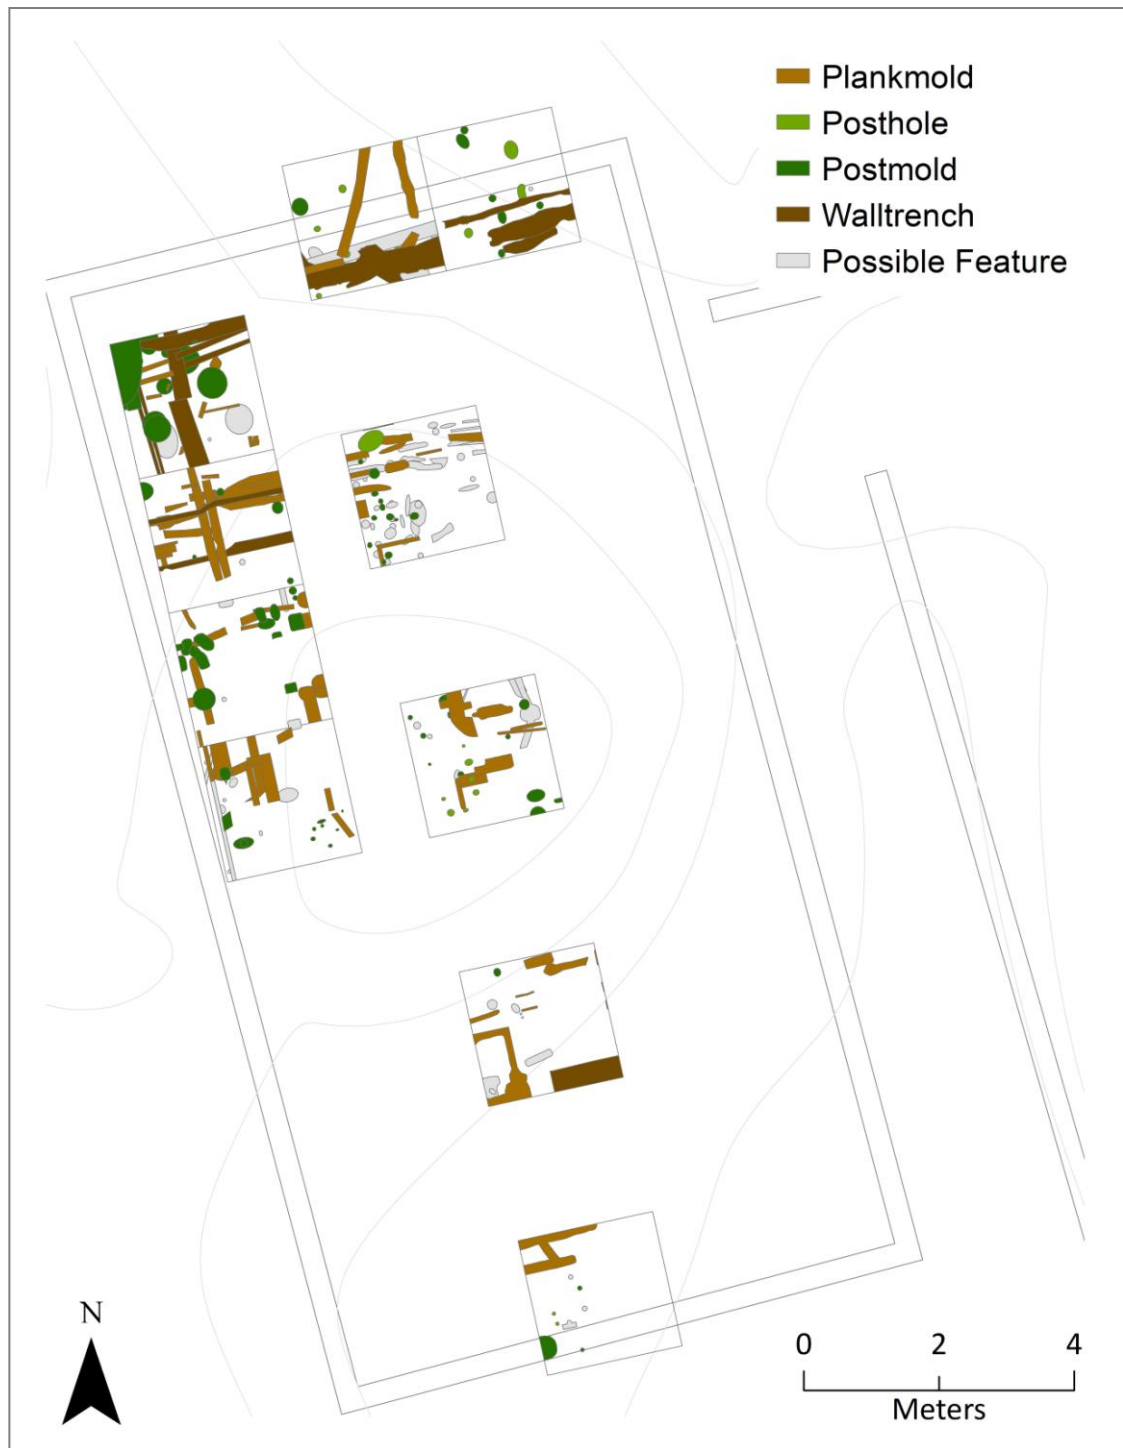 Plankmold
Posthole
Postmold
Walltrench
Possible Feature
N
0 2 4
Meters